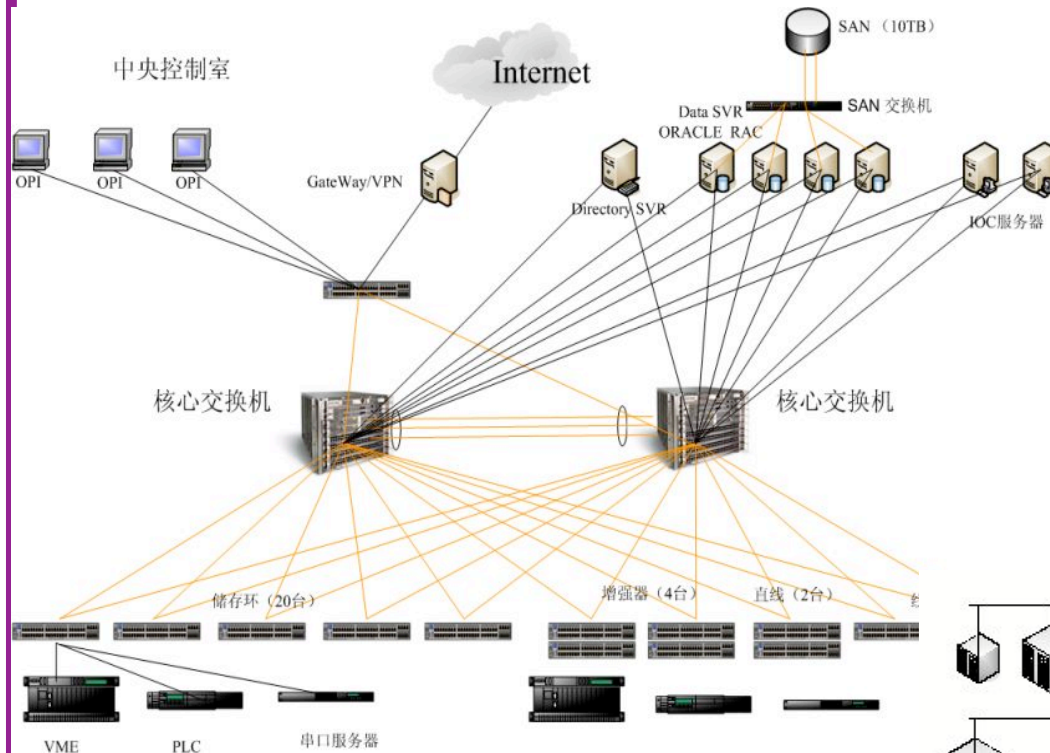 SAN （10TB）
中央控制室
Internet
SAN 交换机
Data SVR
ORACLE RAC
OPI
OPI
OPI
GateWay/VPN
Directory SVR
IOC服务器
核心交换机
核心交换机
储存环（20台）
增强器（4台）
直线（2台）
VME
PLC
串口服务器